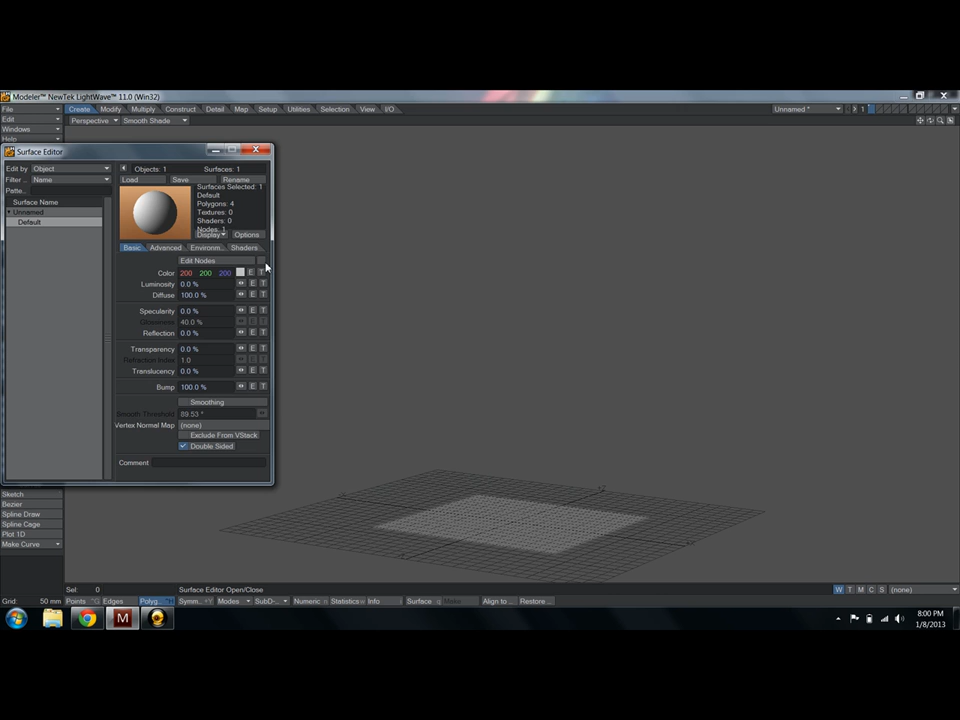 Modeler™ NewTek LightWave™ 11.0 (Win32)
File Create Modify Multiply Construct Detail Map Setup Utilities Selection View I/O Unnamed * 1
Edit Perspective Smooth Shade
Windows
Help
Surface Editor
Edit by Object Objects: 1 Surfaces: 1
Filter .. Name Load Save Rename
Patte.. Surfaces Selected: 1
Surface Name Default
Unnamed Polygons: 4
Default Textures: 0
Shaders: 0
Nodes: 1
Display Options
Basic Advanced Environm.. Shaders
Edit Nodes
Color 200 200 200 E T
Luminosity 0.0 % E T
Diffuse 100.0 % E T
Specularity 0.0 % E T
Glossiness 40.0 % E T
Reflection 0.0 % E T
Transparency 0.0 % E T
Refraction Index 1.0 E T
Translucency 0.0 % E T
Bump 100.0 % E T
Smoothing
Smooth Threshold 89.53 °
Vertex Normal Map (none)
Exclude From VStack
Double Sided
Comment
Sketch
Bezier
Spline Draw
Spline Cage
Plot 1D
Make Curve
Sel: 0 Surface Editor Open/Close W T M C S (none)
Grid: 50 mm Points ^G Edges Polyg.. ^H Symm.. +Y Modes SubD-.. Numeric n Statistics w Info i Surface q Make.. Align to ... Restore...
8:00 PM
1/8/2013